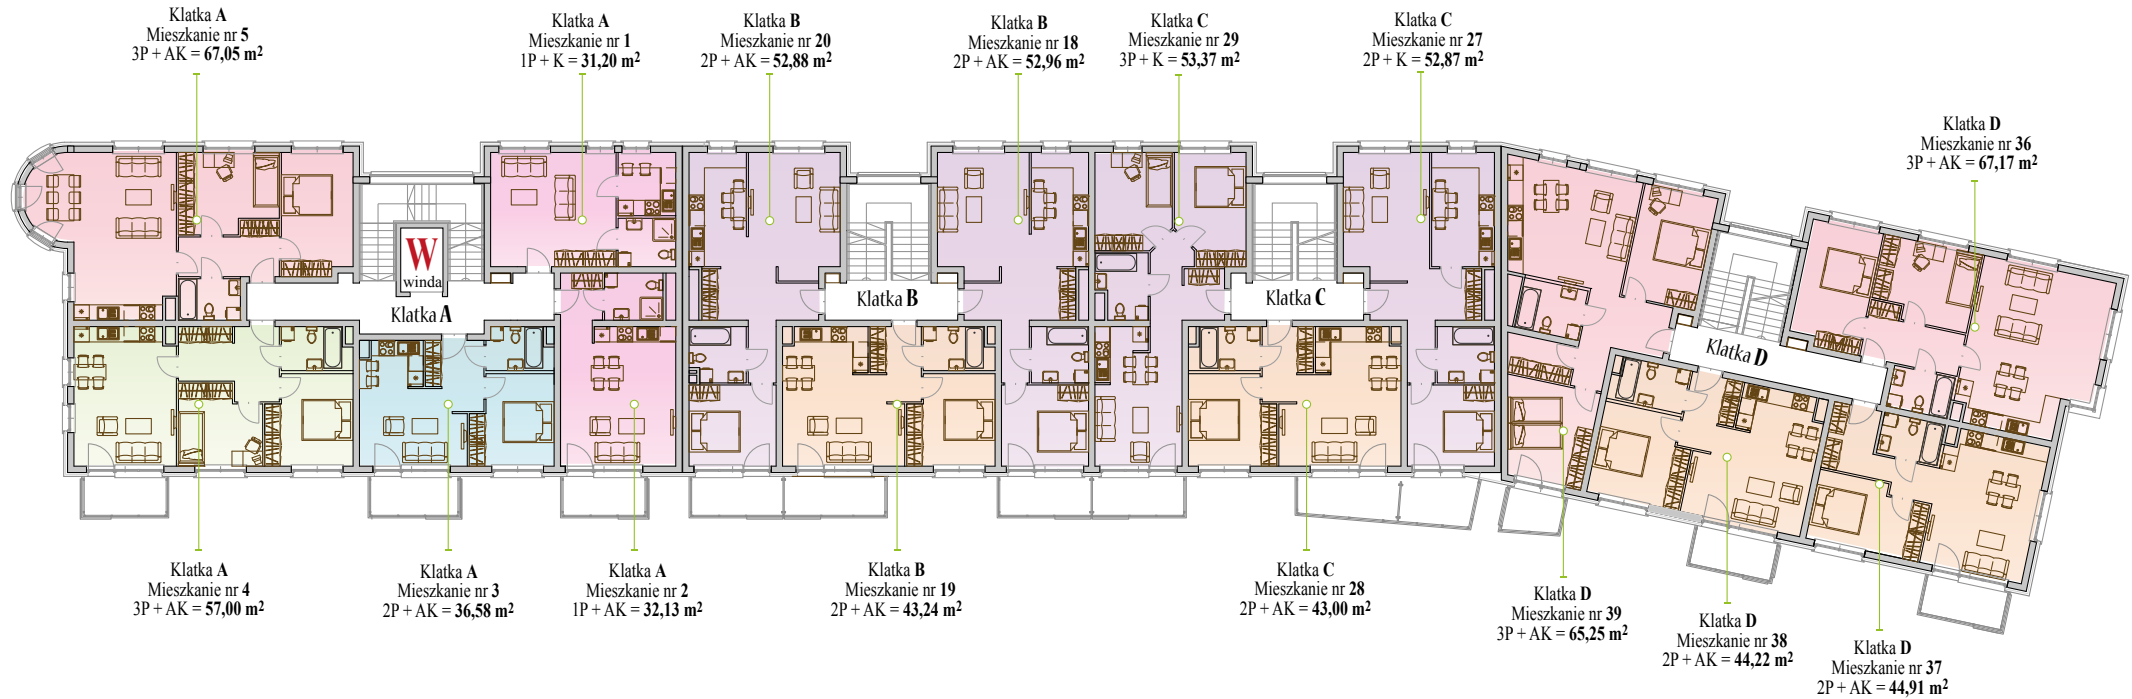 Klatka A
Mieszkanie nr 5
3P + AK = 67,05 m²
Klatka A
Mieszkanie nr 1
1P + K = 31,20 m²
Klatka B
Mieszkanie nr 20
2P + AK = 52,88 m²
Klatka B
Mieszkanie nr 18
2P + AK = 52,96 m²
Klatka C
Mieszkanie nr 29
3P + K = 53,37 m²
Klatka C
Mieszkanie nr 27
2P + K = 52,87 m²
Klatka D
Mieszkanie nr 36
3P + AK = 67,17 m²
W
winda
Klatka A
Klatka B
Klatka C
Klatka D
Klatka A
Mieszkanie nr 4
3P + AK = 57,00 m²
Klatka A
Mieszkanie nr 3
2P + AK = 36,58 m²
Klatka A
Mieszkanie nr 2
1P + AK = 32,13 m²
Klatka B
Mieszkanie nr 19
2P + AK = 43,24 m²
Klatka C
Mieszkanie nr 28
2P + AK = 43,00 m²
Klatka D
Mieszkanie nr 39
3P + AK = 65,25 m²
Klatka D
Mieszkanie nr 38
2P + AK = 44,22 m²
Klatka D
Mieszkanie nr 37
2P + AK = 44,91 m²